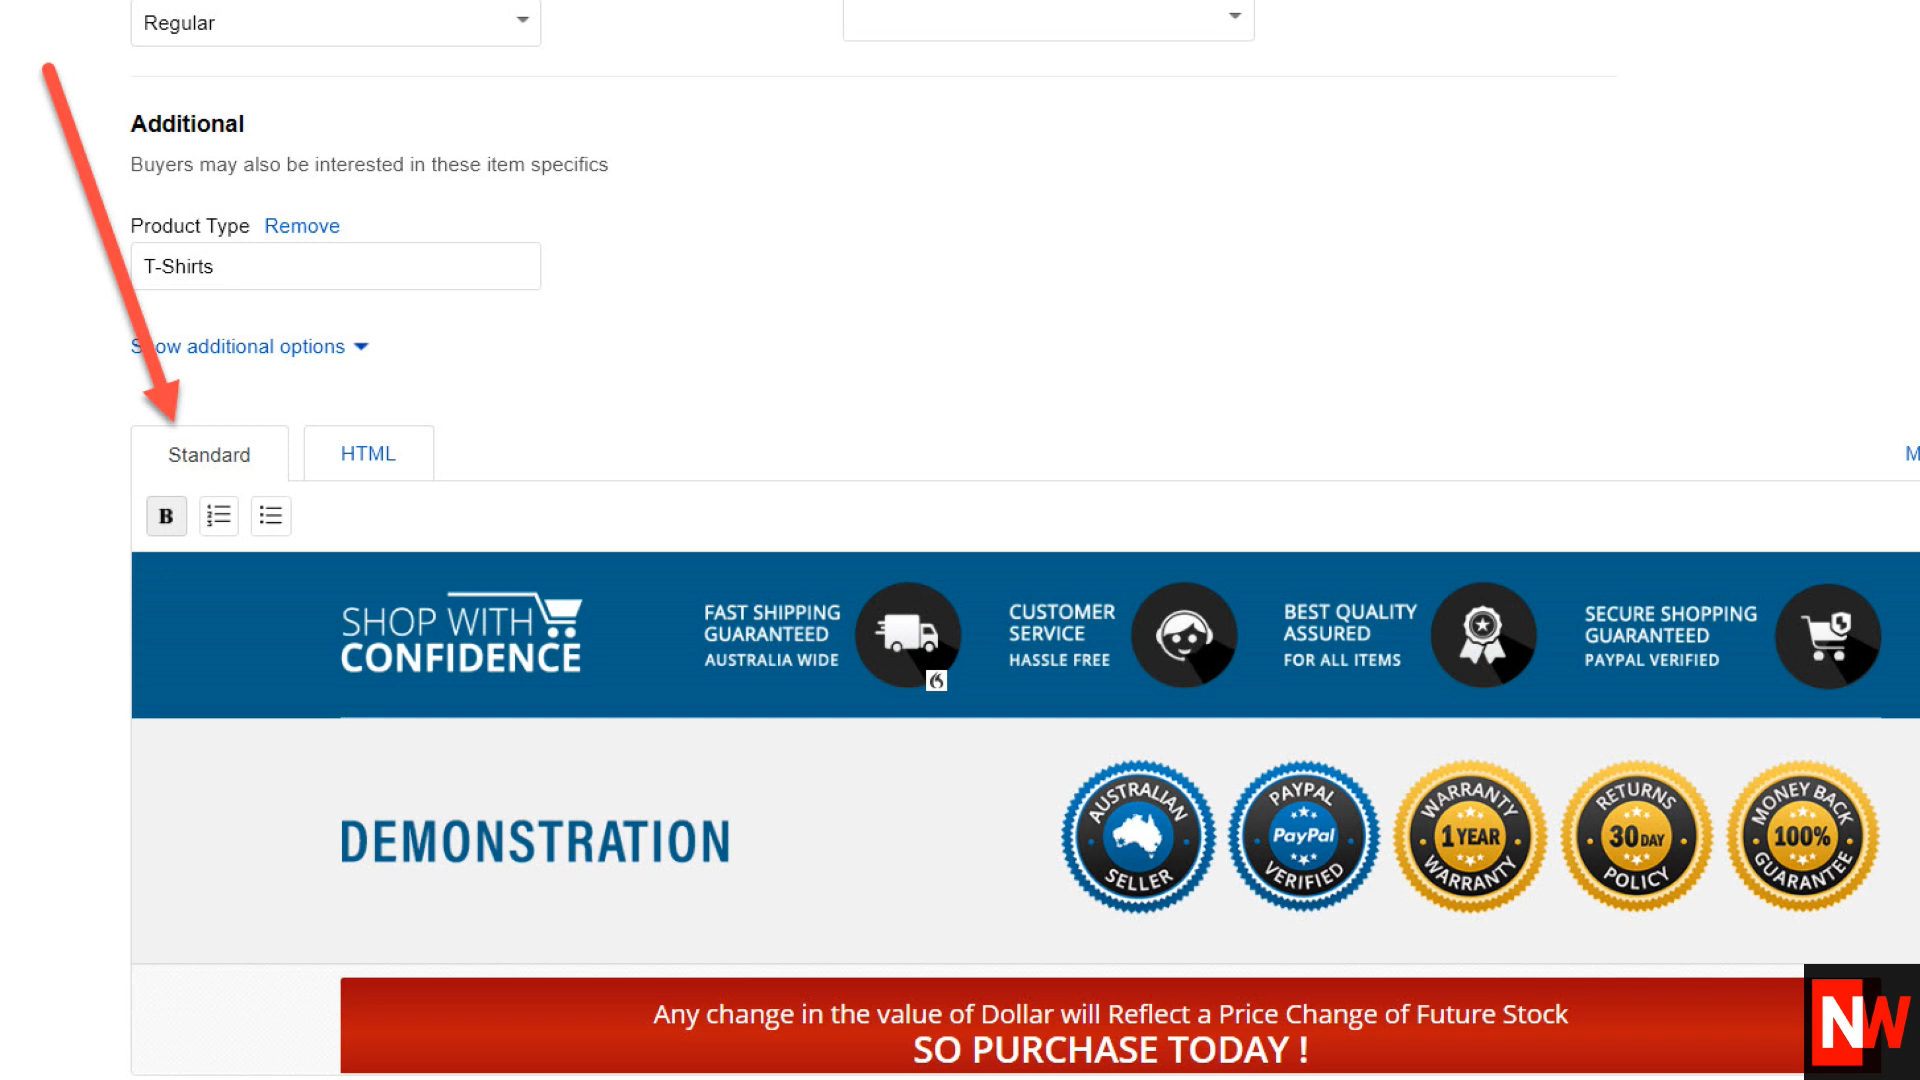 Regular
Additional
Buyers may also be interested in these item specifics
Product Type Remove
T-Shirts
Show additional options
Standard HTML M
B
SHOP WITH
CONFIDENCE
FAST SHIPPING
GUARANTEED
AUSTRALIA WIDE
CUSTOMER
SERVICE
HASSLE FREE
BEST QUALITY
ASSURED
FOR ALL ITEMS
SECURE SHOPPING
GUARANTEED
PAYPAL VERIFIED
DEMONSTRATION
AUSTRALIAN
SELLER
PAYPAL
PayPal
VERIFIED
WARRANTY
1 YEAR
WARRANTY
RETURNS
30 DAY
POLICY
MONEY BACK
100%
GUARANTEE
Any change in the value of Dollar will Reflect a Price Change of Future Stock
SO PURCHASE TODAY !
NW